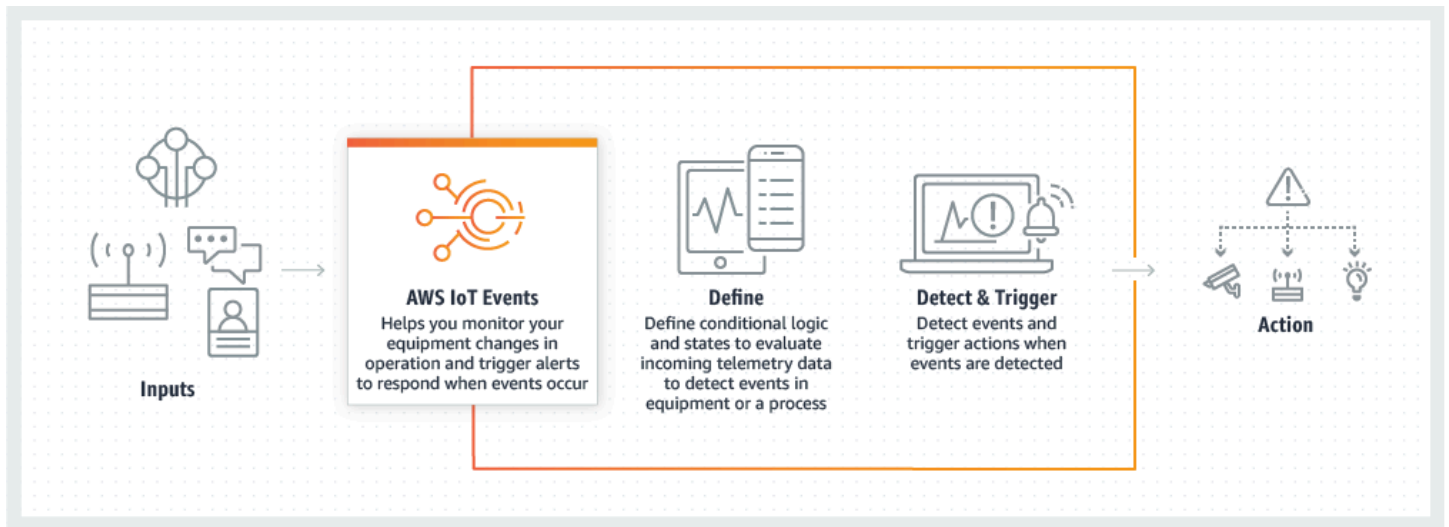 Inputs
AWS IoT Events
Helps you monitor your
equipment changes in
operation and trigger alerts
to respond when events occur
Define
Define conditional logic
and states to evaluate
incoming telemetry data
to detect events in
equipment or a process
Detect & Trigger
Detect events and
trigger actions when
events are detected
Action